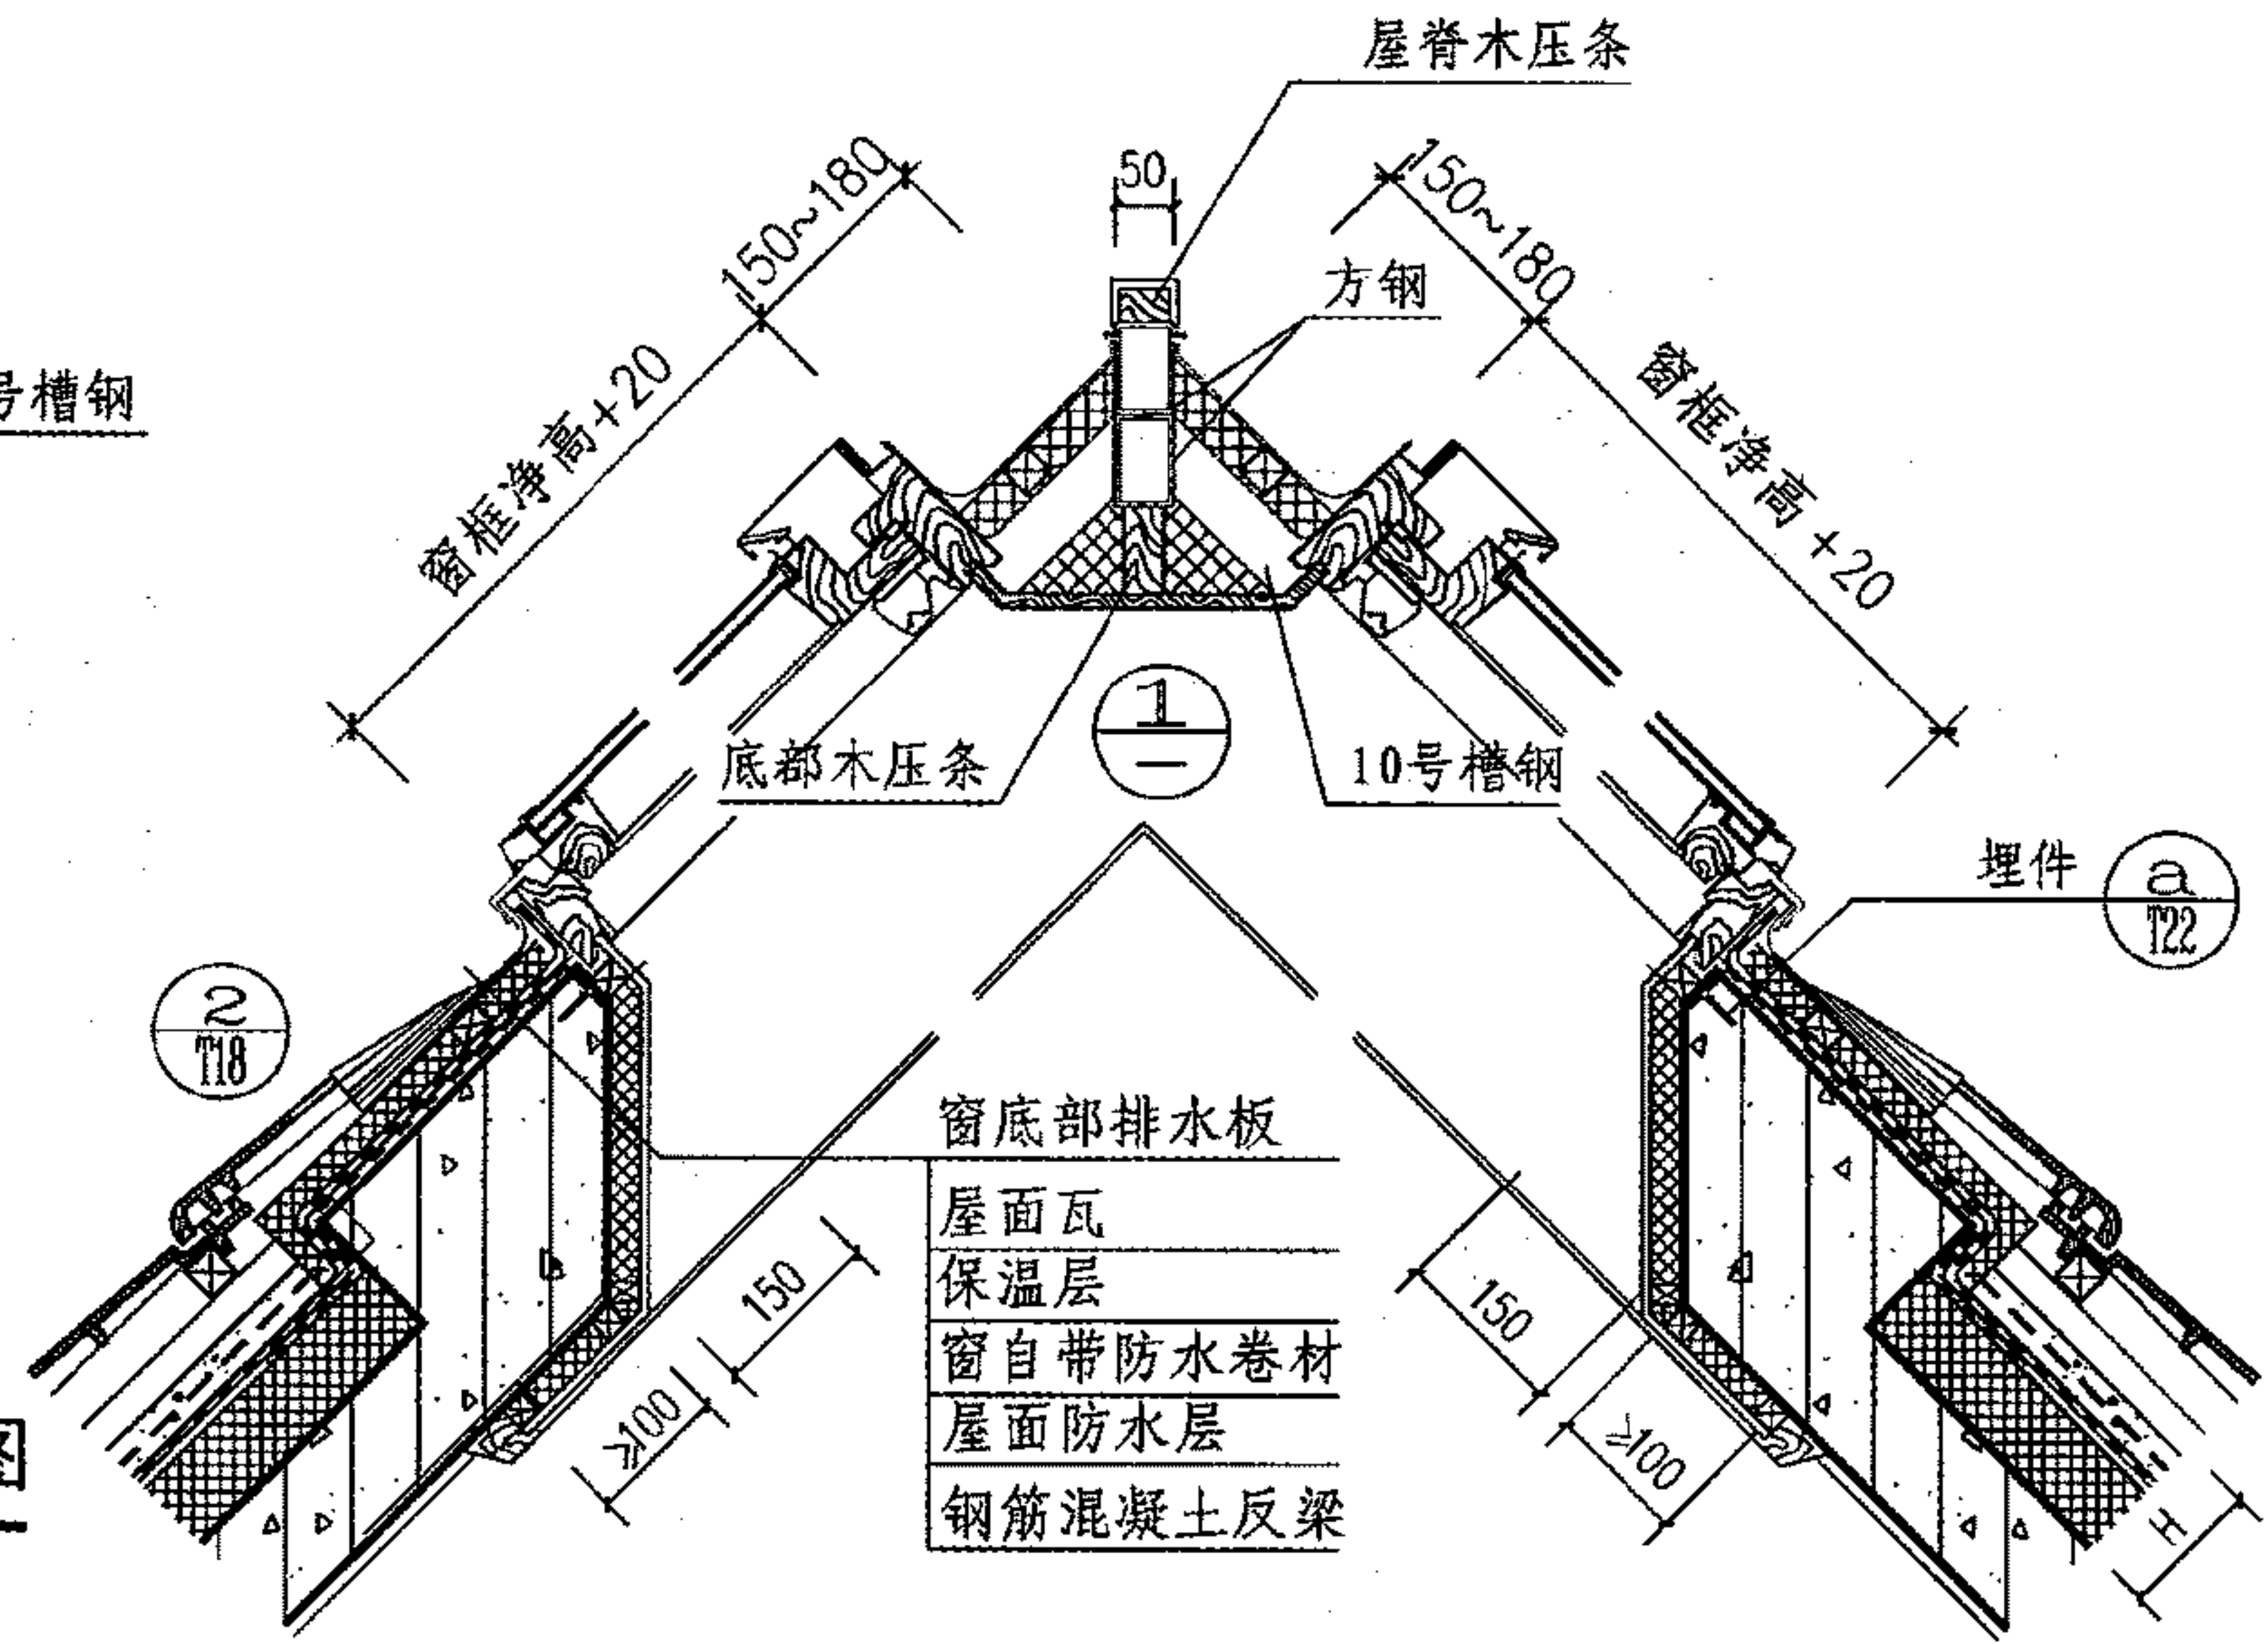 屋脊木压条
150~180
50
150~180
方钢
号槽钢
窗框净高+20
窗框净高+20
底部木压条
1
10号槽钢
埋件
a
T22
2
T18
窗底部排水板
屋面瓦
保温层
窗自带防水卷材
屋面防水层
钢筋混凝土反梁
150
≥100
150
≥100
H
图